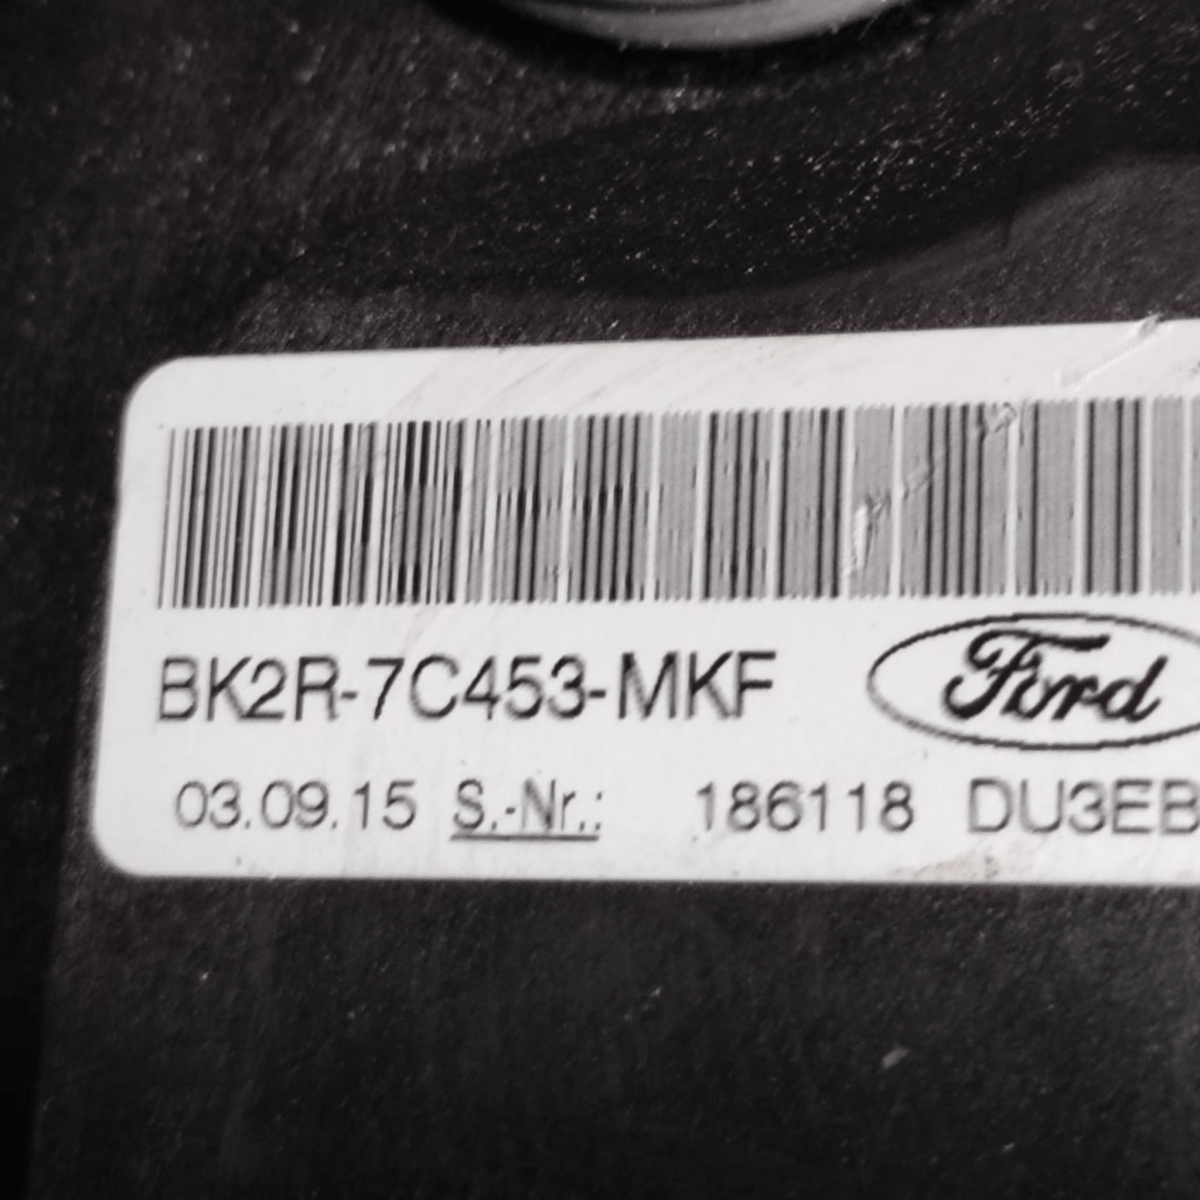 BK2R-7C453-MKF Ford
03.09.15 S.-Nr.: 186118 DU3EB